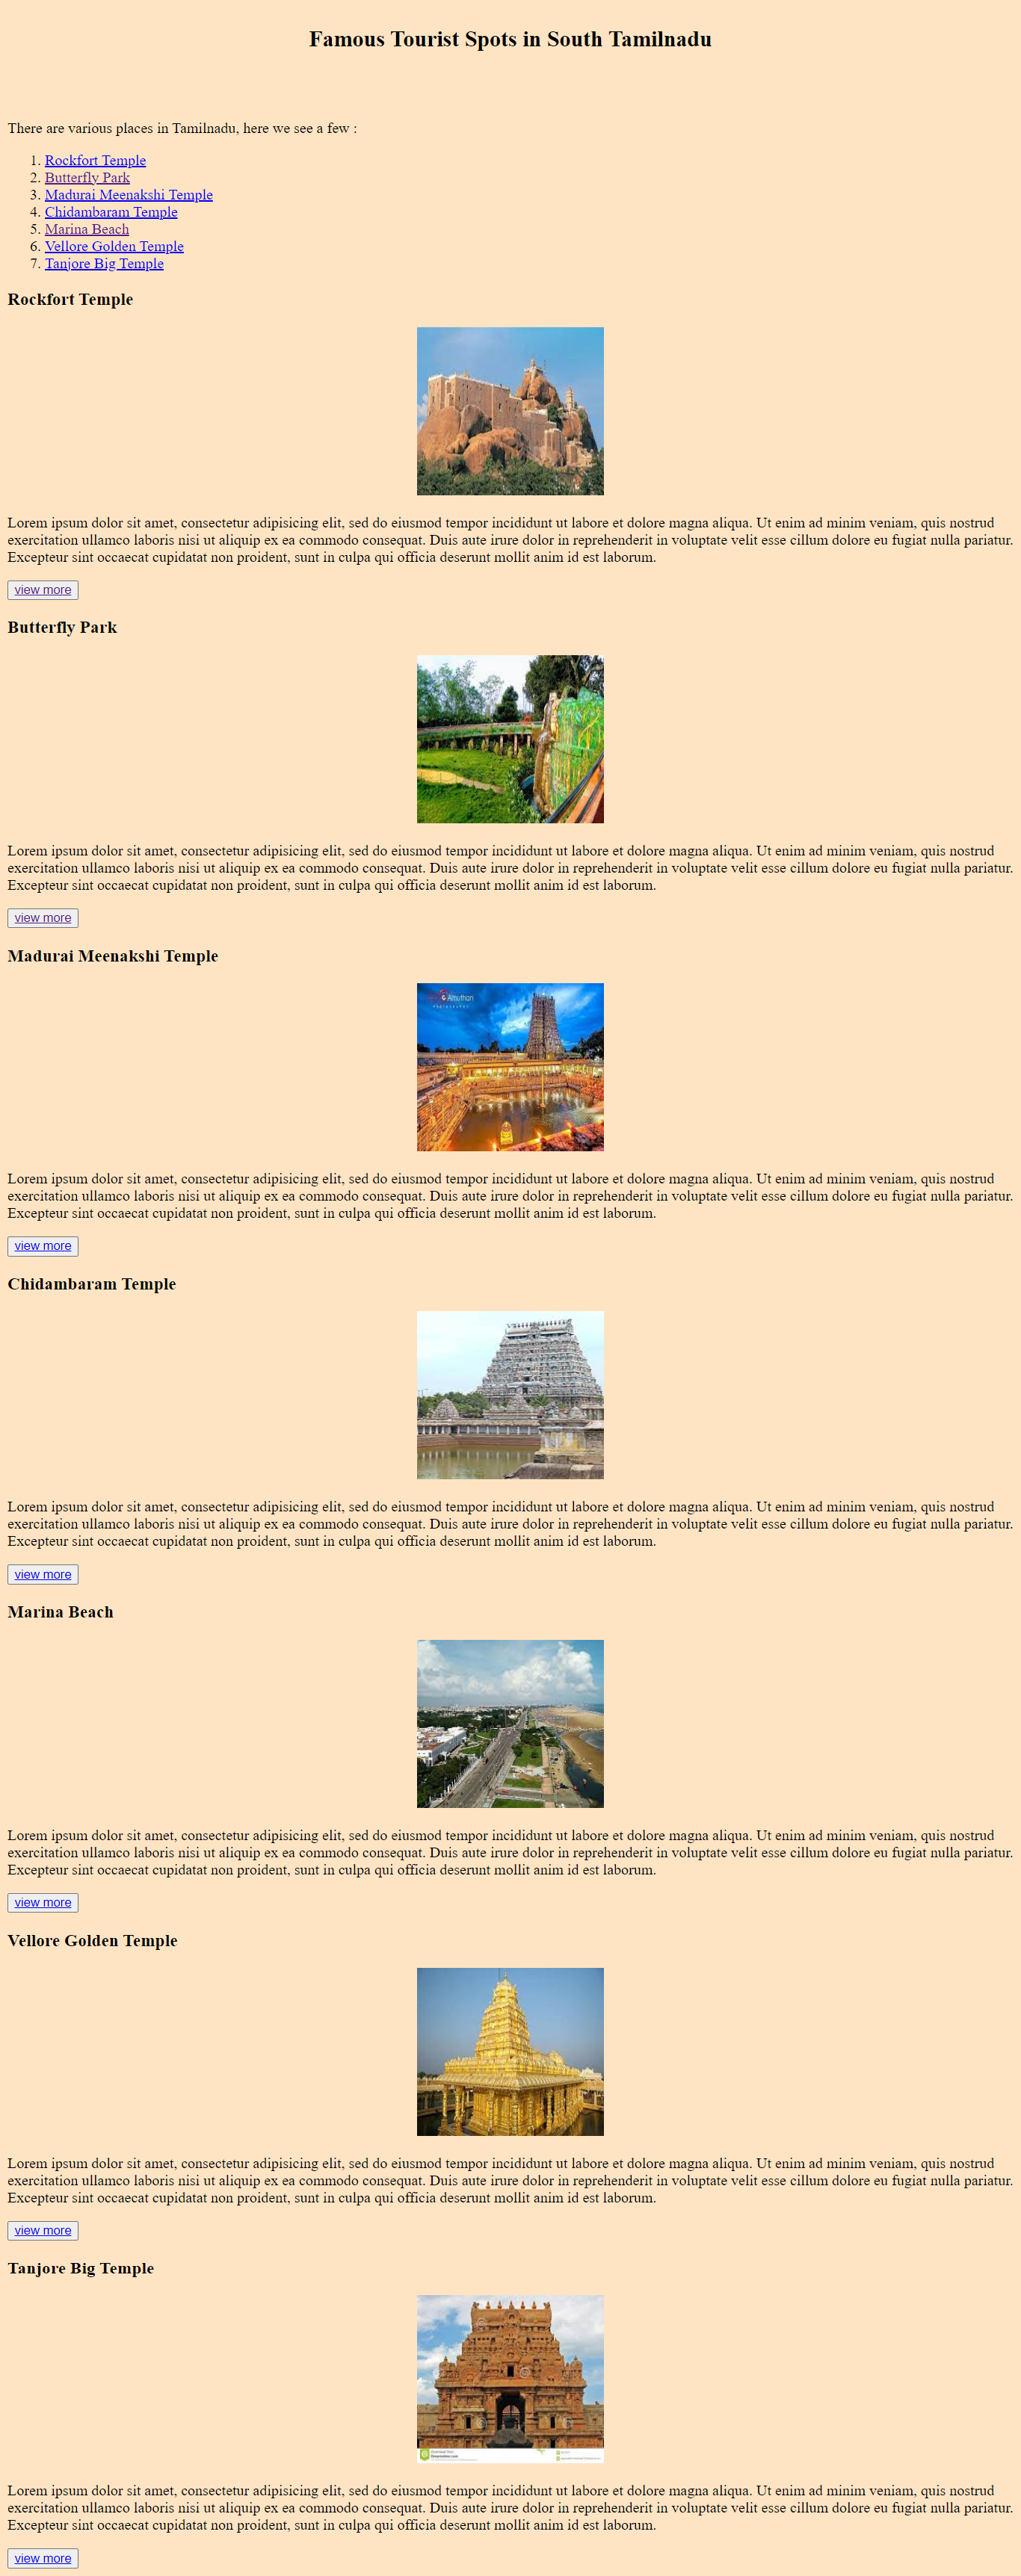 Famous Tourist Spots in South Tamilnadu
There are various places in Tamilnadu, here we see a few :
1. Rockfort Temple
2. Butterfly Park
3. Madurai Meenakshi Temple
4. Chidambaram Temple
5. Marina Beach
6. Vellore Golden Temple
7. Tanjore Big Temple
Rockfort Temple
Lorem ipsum dolor sit amet, consectetur adipisicing elit, sed do eiusmod tempor incididunt ut labore et dolore magna aliqua. Ut enim ad minim veniam, quis nostrud
exercitation ullamco laboris nisi ut aliquip ex ea commodo consequat. Duis aute irure dolor in reprehenderit in voluptate velit esse cillum dolore eu fugiat nulla pariatur.
Excepteur sint occaecat cupidatat non proident, sunt in culpa qui officia deserunt mollit anim id est laborum.
view more
Butterfly Park
Lorem ipsum dolor sit amet, consectetur adipisicing elit, sed do eiusmod tempor incididunt ut labore et dolore magna aliqua. Ut enim ad minim veniam, quis nostrud
exercitation ullamco laboris nisi ut aliquip ex ea commodo consequat. Duis aute irure dolor in reprehenderit in voluptate velit esse cillum dolore eu fugiat nulla pariatur.
Excepteur sint occaecat cupidatat non proident, sunt in culpa qui officia deserunt mollit anim id est laborum.
view more
Madurai Meenakshi Temple
Amuthan
Lorem ipsum dolor sit amet, consectetur adipisicing elit, sed do eiusmod tempor incididunt ut labore et dolore magna aliqua. Ut enim ad minim veniam, quis nostrud
exercitation ullamco laboris nisi ut aliquip ex ea commodo consequat. Duis aute irure dolor in reprehenderit in voluptate velit esse cillum dolore eu fugiat nulla pariatur.
Excepteur sint occaecat cupidatat non proident, sunt in culpa qui officia deserunt mollit anim id est laborum.
view more
Chidambaram Temple
Lorem ipsum dolor sit amet, consectetur adipisicing elit, sed do eiusmod tempor incididunt ut labore et dolore magna aliqua. Ut enim ad minim veniam, quis nostrud
exercitation ullamco laboris nisi ut aliquip ex ea commodo consequat. Duis aute irure dolor in reprehenderit in voluptate velit esse cillum dolore eu fugiat nulla pariatur.
Excepteur sint occaecat cupidatat non proident, sunt in culpa qui officia deserunt mollit anim id est laborum.
view more
Marina Beach
Lorem ipsum dolor sit amet, consectetur adipisicing elit, sed do eiusmod tempor incididunt ut labore et dolore magna aliqua. Ut enim ad minim veniam, quis nostrud
exercitation ullamco laboris nisi ut aliquip ex ea commodo consequat. Duis aute irure dolor in reprehenderit in voluptate velit esse cillum dolore eu fugiat nulla pariatur.
Excepteur sint occaecat cupidatat non proident, sunt in culpa qui officia deserunt mollit anim id est laborum.
view more
Vellore Golden Temple
Lorem ipsum dolor sit amet, consectetur adipisicing elit, sed do eiusmod tempor incididunt ut labore et dolore magna aliqua. Ut enim ad minim veniam, quis nostrud
exercitation ullamco laboris nisi ut aliquip ex ea commodo consequat. Duis aute irure dolor in reprehenderit in voluptate velit esse cillum dolore eu fugiat nulla pariatur.
Excepteur sint occaecat cupidatat non proident, sunt in culpa qui officia deserunt mollit anim id est laborum.
view more
Tanjore Big Temple
Lorem ipsum dolor sit amet, consectetur adipisicing elit, sed do eiusmod tempor incididunt ut labore et dolore magna aliqua. Ut enim ad minim veniam, quis nostrud
exercitation ullamco laboris nisi ut aliquip ex ea commodo consequat. Duis aute irure dolor in reprehenderit in voluptate velit esse cillum dolore eu fugiat nulla pariatur.
Excepteur sint occaecat cupidatat non proident, sunt in culpa qui officia deserunt mollit anim id est laborum.
view more